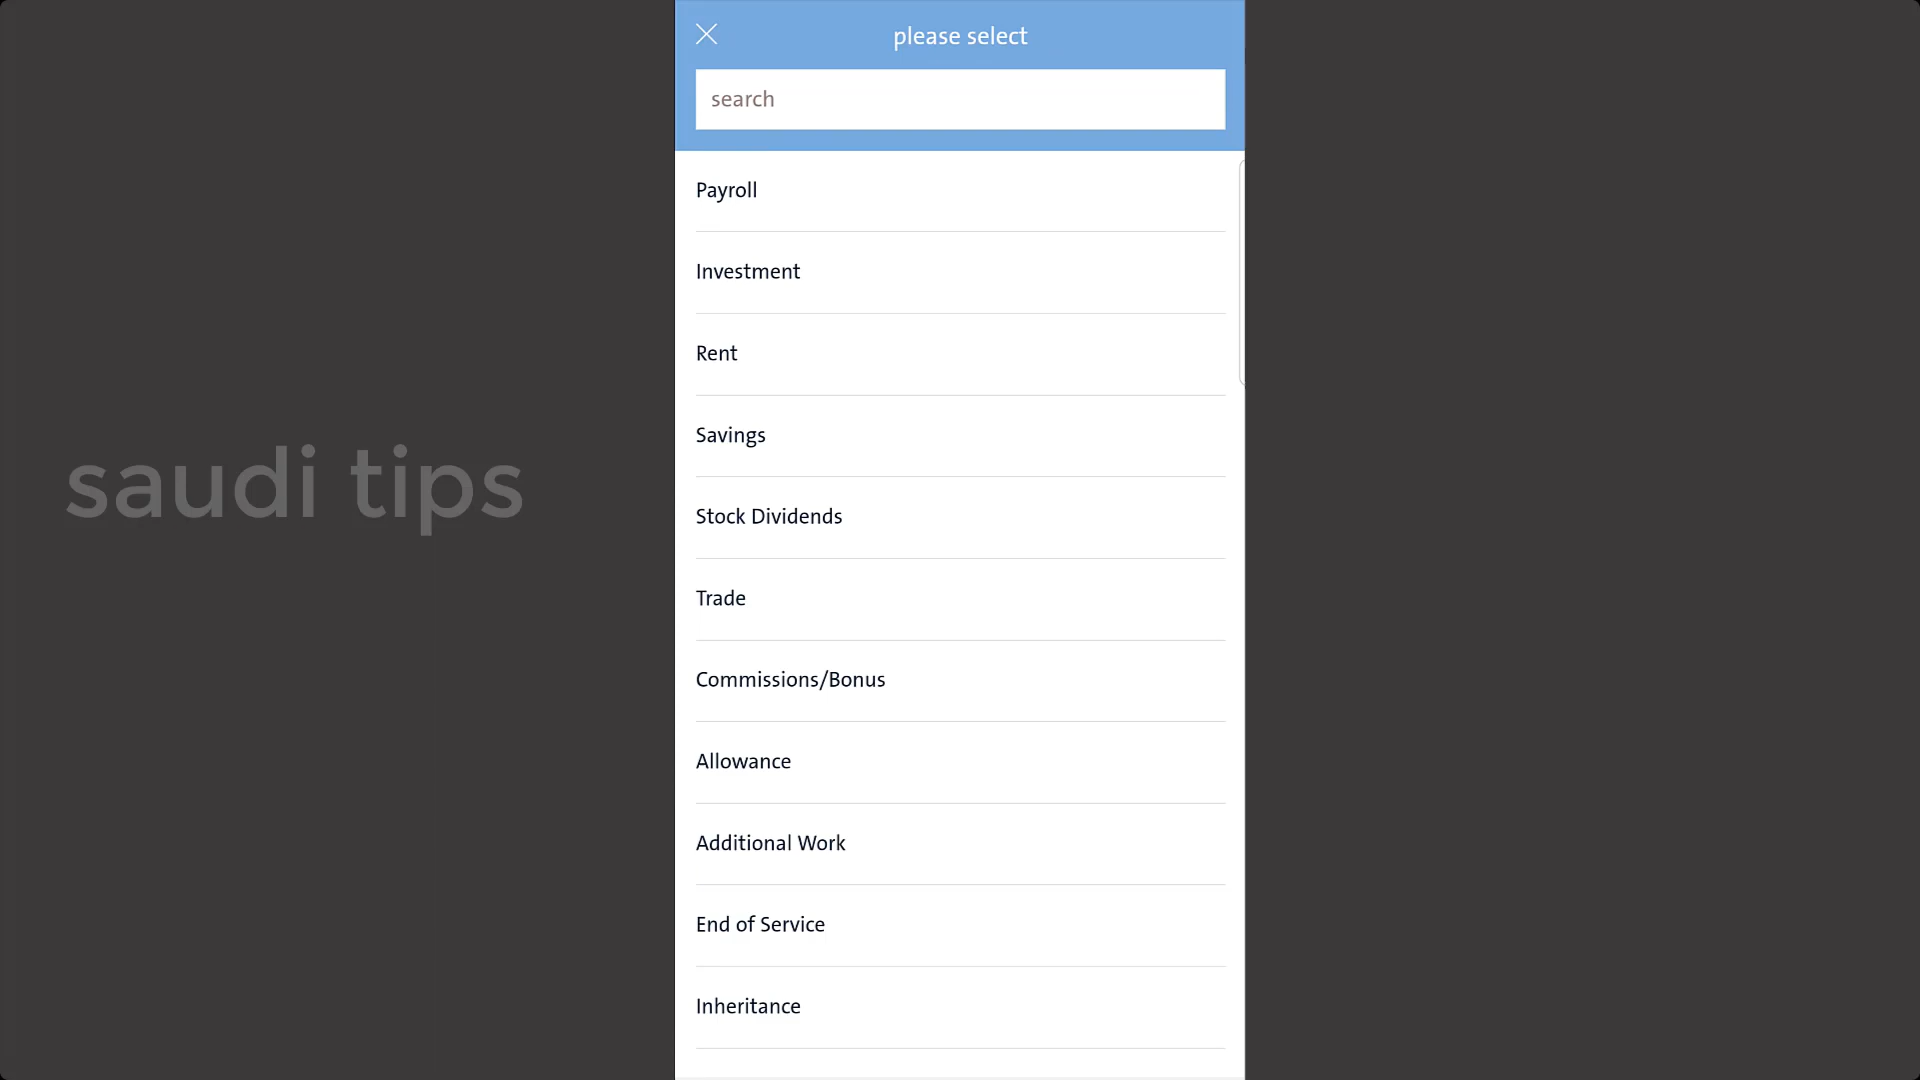 please select
search
Payroll
Investment
Rent
Savings
saudi tips
Stock Dividends
Trade
Commissions/Bonus
Allowance
Additional Work
End of Service
Inheritance